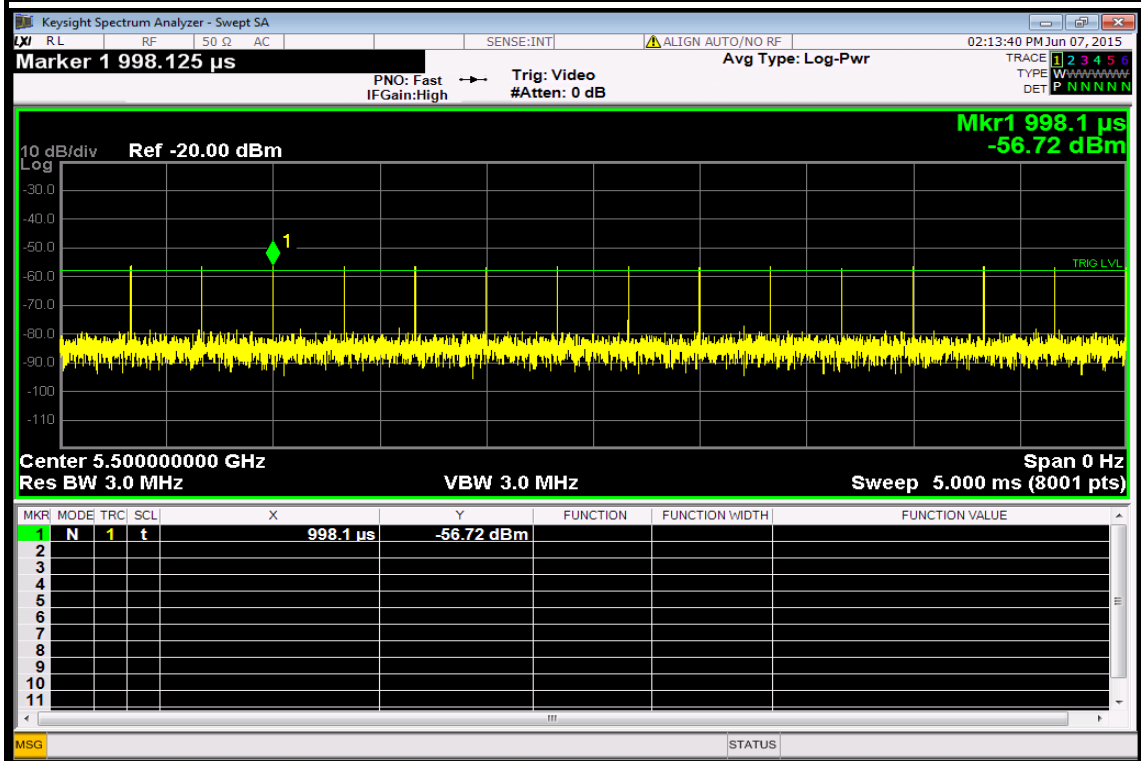 Keysight Spectrum Analyzer - Swept SA
LXI RL RF 50 Ω AC SENSE:INT ALIGN AUTO/NO RF 02:13:40 PM Jun 07, 2015
Marker 1 998.125 µs
PNO: Fast
IFGain:High
Trig: Video
#Atten: 0 dB
Avg Type: Log-Pwr
TRACE 1 2 3 4 5 6
TYPE WWWWWWW
DET P N N N N N
Mkr1 998.1 µs
-56.72 dBm
10 dB/div Ref -20.00 dBm
Log
-30.0
-40.0
-50.0
-60.0
-70.0
-80.0
-90.0
-100
-110
1
TRIG LVL
Center 5.500000000 GHz Span 0 Hz
Res BW 3.0 MHz VBW 3.0 MHz Sweep 5.000 ms (8001 pts)
MKR MODE TRC SCL X Y FUNCTION FUNCTION WIDTH FUNCTION VALUE
1 N 1 t 998.1 µs -56.72 dBm
2
3
4
5
6
7
8
9
10
11
MSG STATUS